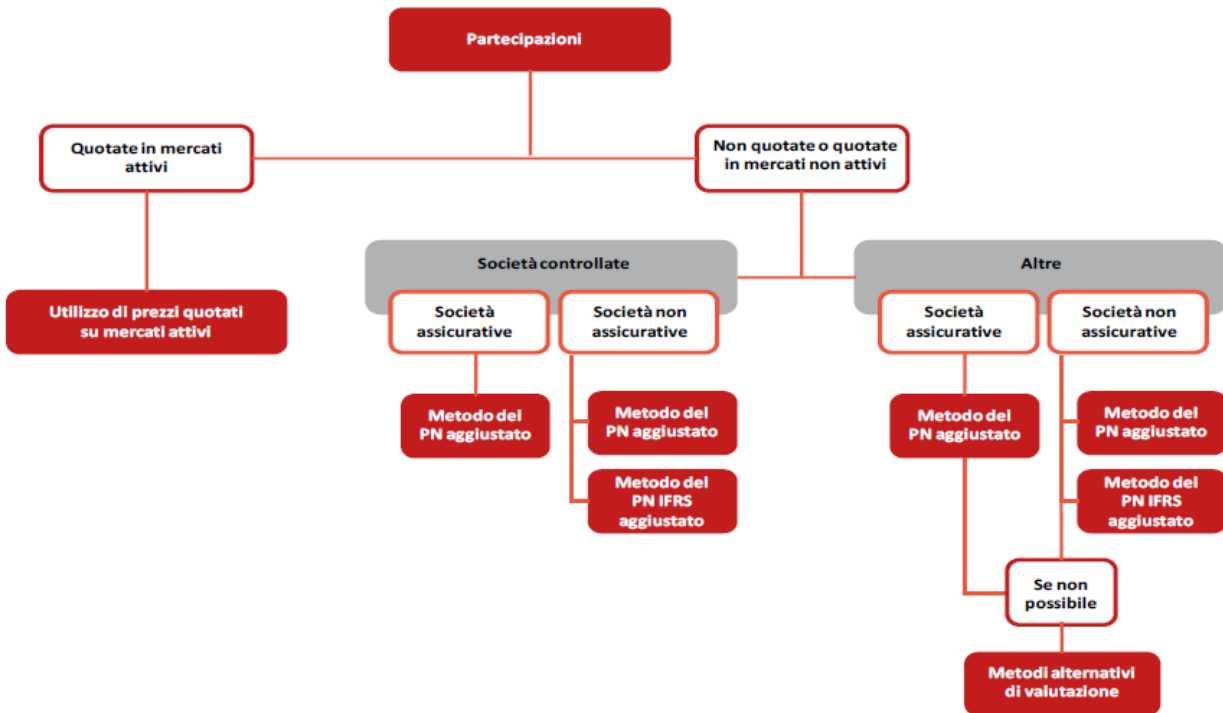 Partecipazioni
Quotate in mercati
attivi
Non quotate o quotate
in mercati non attivi
Utilizzo di prezzi quotati
su mercati attivi
Società controllate
Società
assicurative
Società non
assicurative
Metodo del
PN aggiustato
Metodo del
PN aggiustato
Metodo del
PN IFRS
aggiustato
Altre
Società
assicurative
Società non
assicurative
Metodo del
PN aggiustato
Metodo del
PN aggiustato
Metodo del
PN IFRS
aggiustato
Se non
possibile
Metodi alternativi
di valutazione